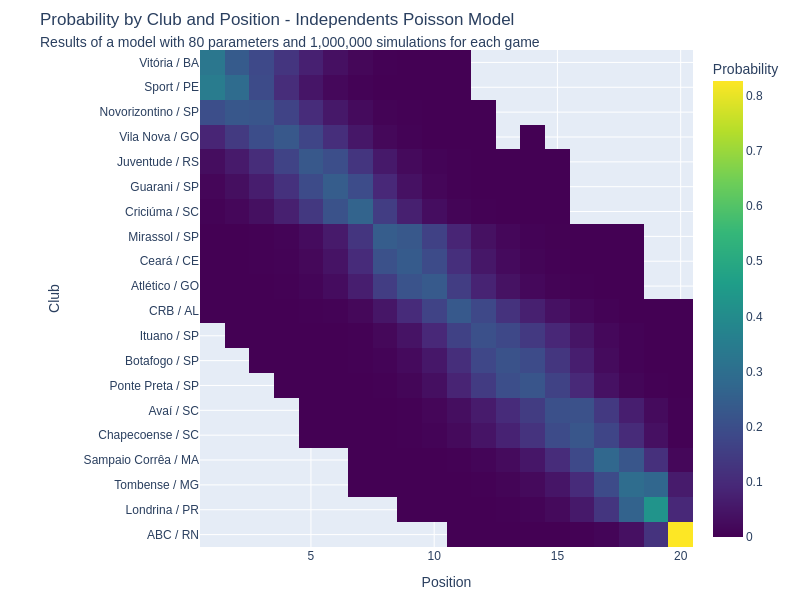 Probability by Club and Position - Independents Poisson Model
Results of a model with 80 parameters and 1,000,000 simulations for each game
Probability
Club
Vitória / BA
Sport / PE
Novorizontino / SP
Vila Nova / GO
Juventude / RS
Guarani / SP
Criciúma / SC
Mirassol / SP
Ceará / CE
Atlético / GO
CRB / AL
Ituano / SP
Botafogo / SP
Ponte Preta / SP
Avaí / SC
Chapecoense / SC
Sampaio Corrêa / MA
Tombense / MG
Londrina / PR
ABC / RN
0.8
0.7
0.6
0.5
0.4
0.3
0.2
0.1
0
5 10 15 20
Position